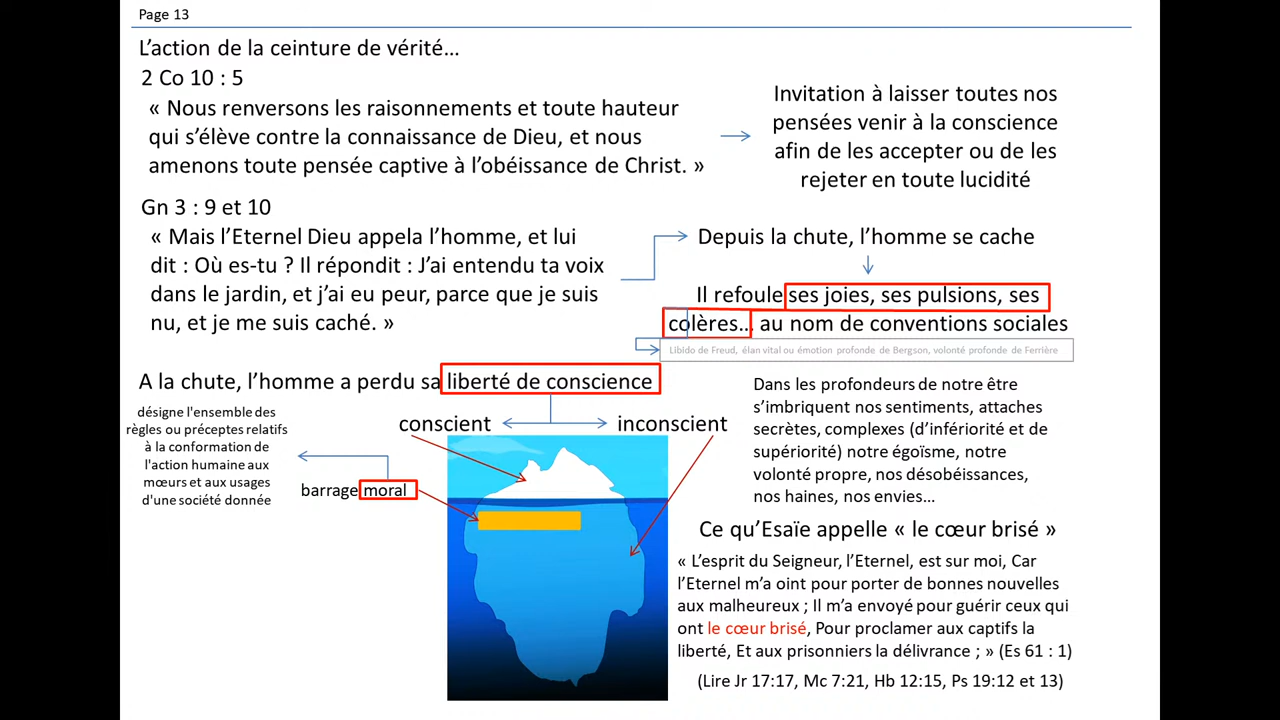 Page 13
L'action de la ceinture de vérité…
2 Co 10 : 5
« Nous renversons les raisonnements et toute hauteur
qui s'élève contre la connaissance de Dieu, et nous
amenons toute pensée captive à l'obéissance de Christ. »
Invitation à laisser toutes nos
pensées venir à la conscience
afin de les accepter ou de les
rejeter en toute lucidité
Gn 3 : 9 et 10
« Mais l'Eternel Dieu appela l'homme, et lui
dit : Où es-tu ? Il répondit : J'ai entendu ta voix
dans le jardin, et j'ai eu peur, parce que je suis
nu, et je me suis caché. »
Depuis la chute, l'homme se cache
Il refoule ses joies, ses pulsions, ses
colères… au nom de conventions sociales
Libido de Freud, élan vital ou émotion profonde de Bergson, volonté profonde de Ferrière
A la chute, l'homme a perdu sa liberté de conscience
conscient
inconscient
désigne l'ensemble des
règles ou préceptes relatifs
à la conformation de
l'action humaine aux
mœurs et aux usages
d'une société donnée
barrage moral
Dans les profondeurs de notre être
s'imbriquent nos sentiments, attaches
secrètes, complexes (d'infériorité et de
supériorité) notre égoïsme, notre
volonté propre, nos désobéissances,
nos haines, nos envies…
Ce qu'Esaïe appelle « le cœur brisé »
« L'esprit du Seigneur, l'Eternel, est sur moi, Car
l'Eternel m'a oint pour porter de bonnes nouvelles
aux malheureux ; Il m'a envoyé pour guérir ceux qui
ont le cœur brisé, Pour proclamer aux captifs la
liberté, Et aux prisonniers la délivrance ; » (Es 61 : 1)
(Lire Jr 17:17, Mc 7:21, Hb 12:15, Ps 19:12 et 13)